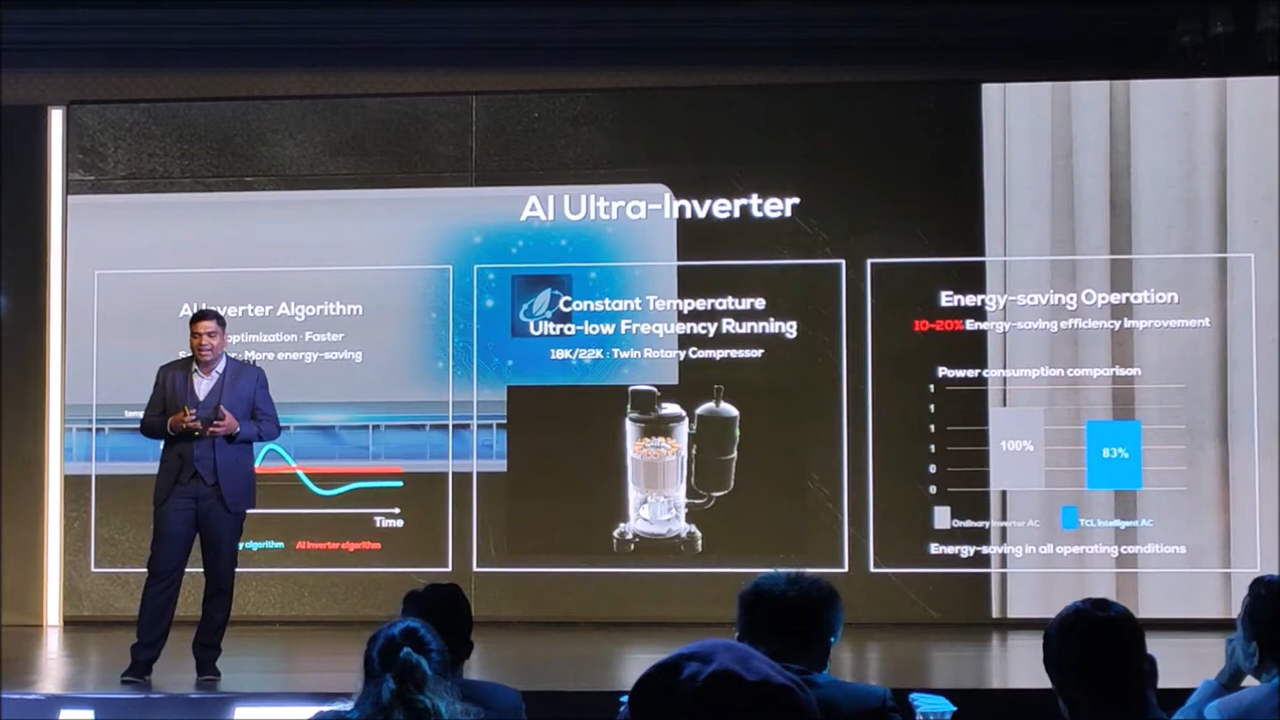 AI Ultra-Inverter
AI Inverter Algorithm
optimization · Faster
More energy-saving
Time
algorithm
AI inverter algorithm
Constant Temperature
Ultra-low Frequency Running
18K/22K : Twin Rotary Compressor
Energy-saving Operation
10-20% Energy-saving efficiency improvement
Power consumption comparison
1
1
1
1
0
0
100%
83%
Ordinary Inverter AC
TCL Intelligent AC
Energy-saving in all operating conditions